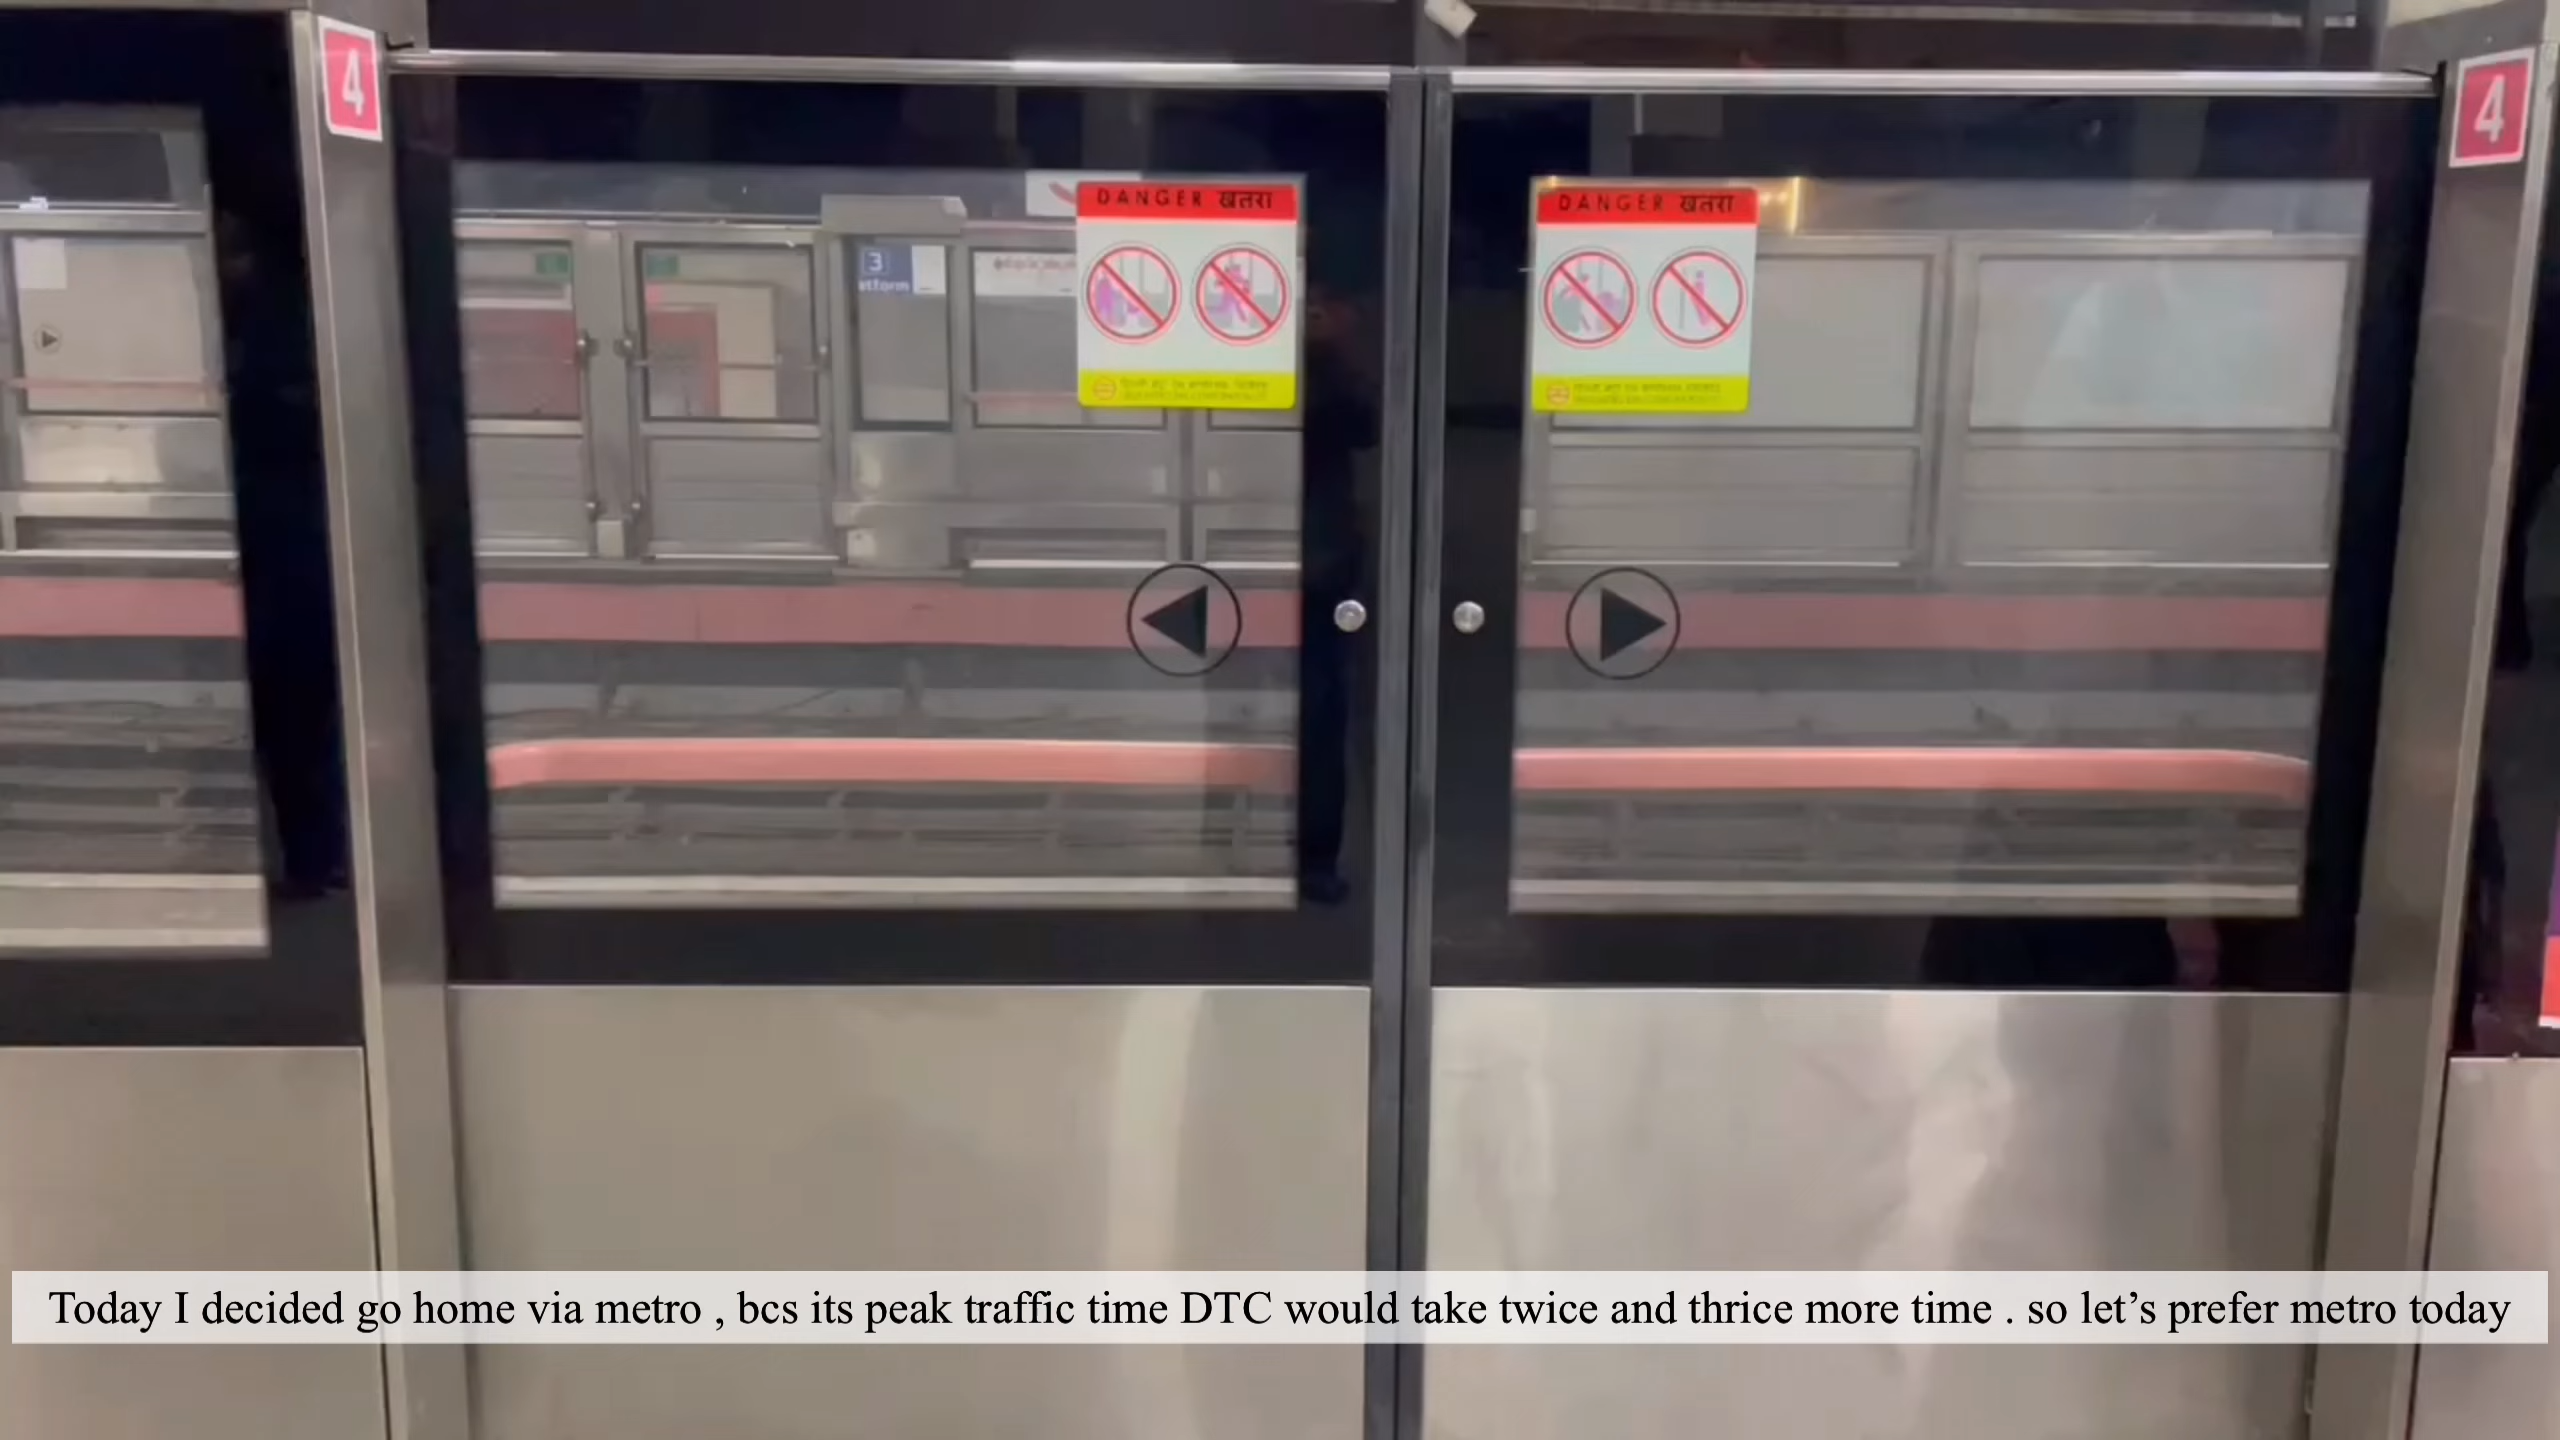 4
4
DANGER खतरा
DANGER खतरा
3
Today I decided go home via metro , bcs its peak traffic time DTC would take twice and thrice more time . so let’s prefer metro today